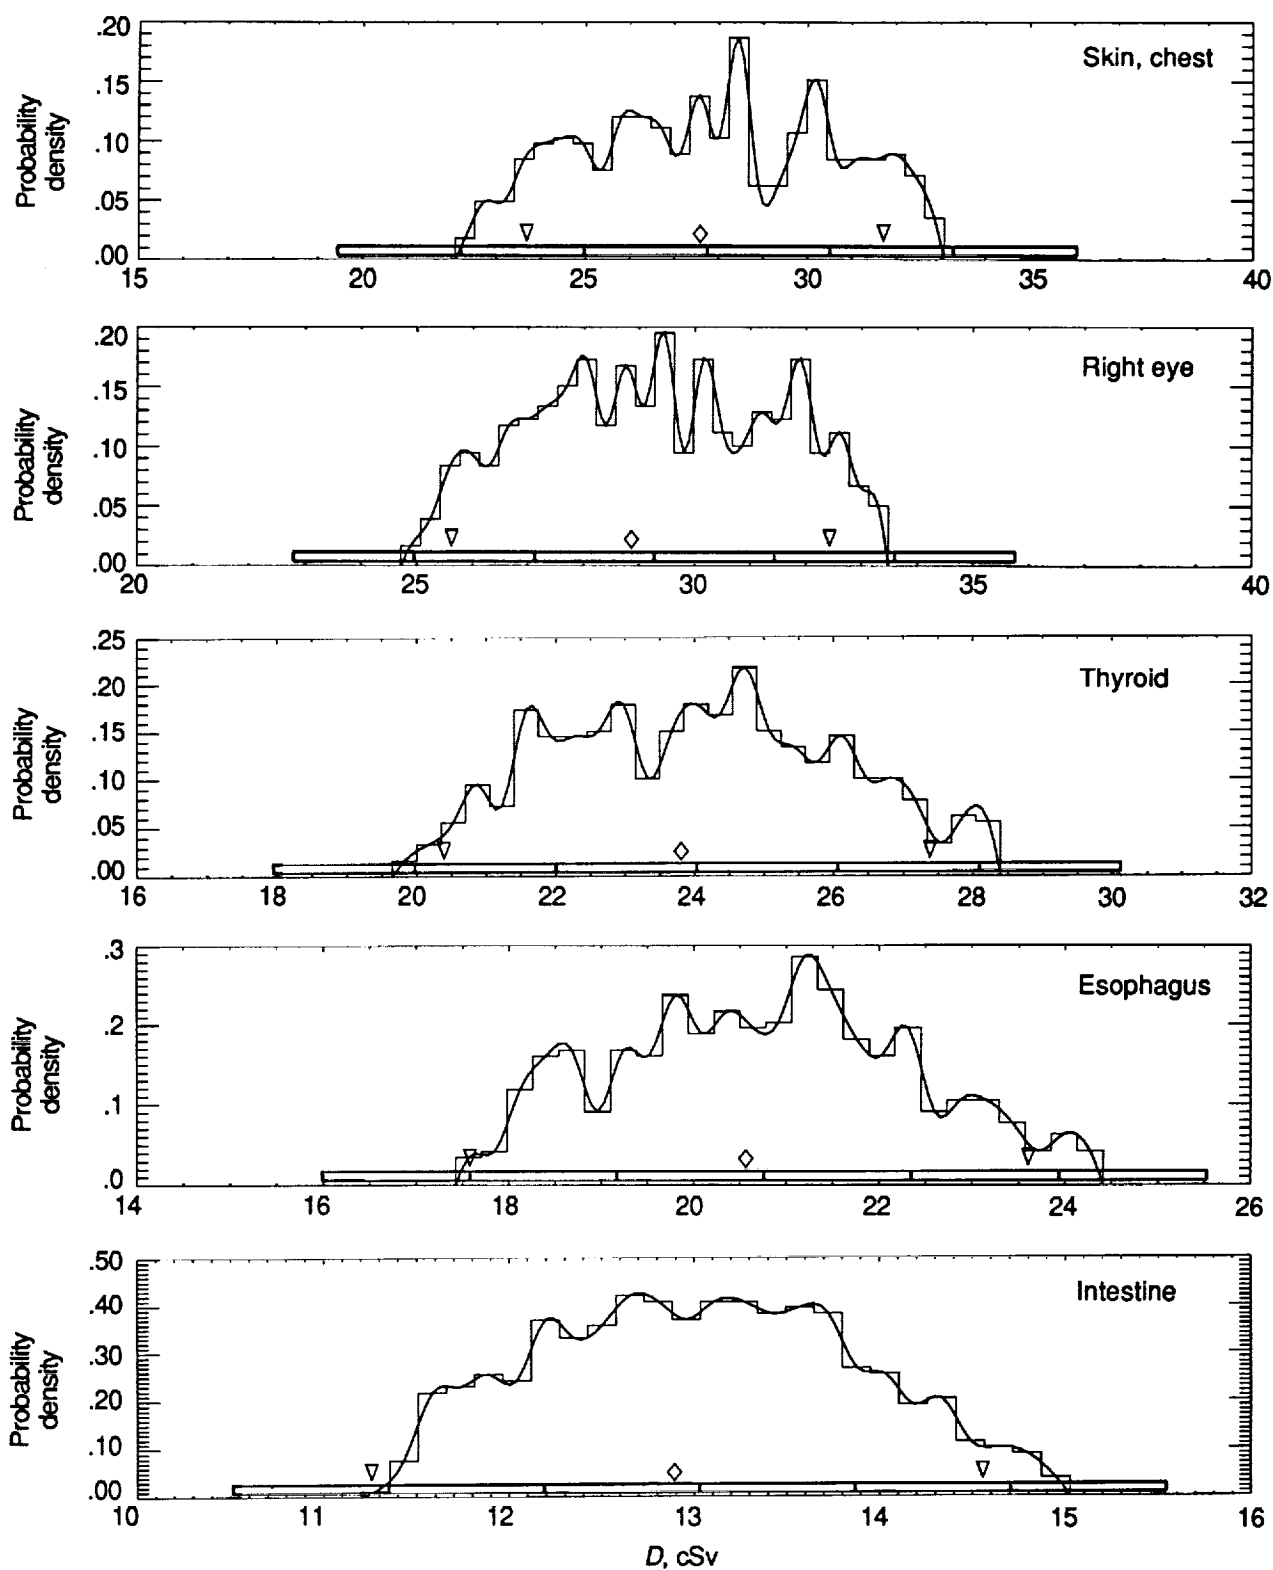 .20
.15
.10
.05
.00
Probability
density
Skin, chest
15 20 25 30 35 40
.20
.15
.10
.05
.00
Probability
density
Right eye
20 25 30 35 40
.25
.20
.15
.10
.05
.00
Probability
density
Thyroid
16 18 20 22 24 26 28 30 32
.3
.2
.1
.0
Probability
density
Esophagus
14 16 18 20 22 24 26
.50
.40
.30
.20
.10
.00
Probability
density
Intestine
10 11 12 13 14 15 16
D, cSv